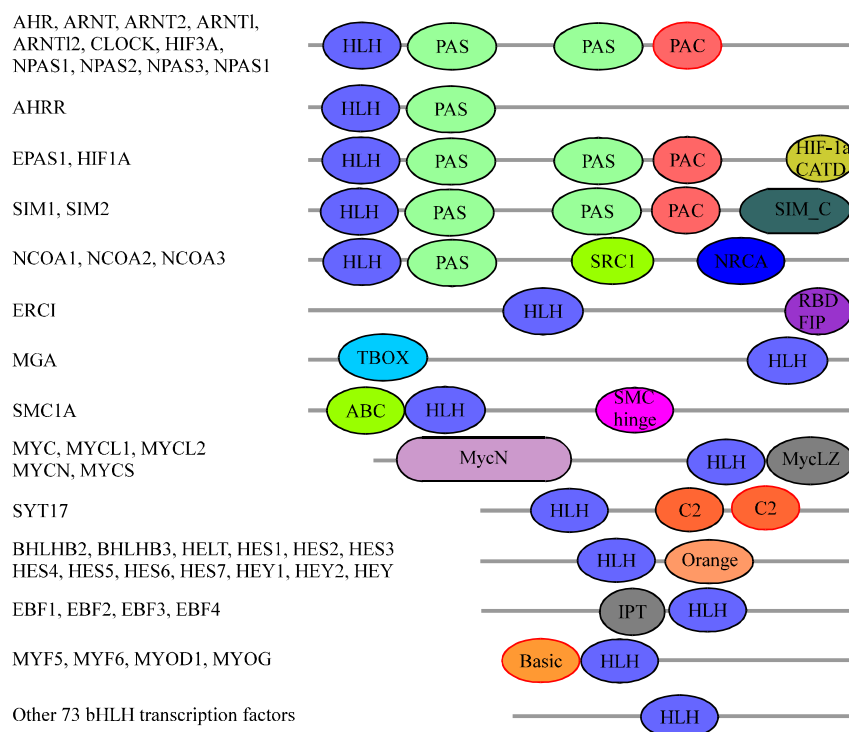 AHR, ARNT, ARNT2, ARNTl,
ARNTl2, CLOCK, HIF3A,
NPAS1, NPAS2, NPAS3, NPAS1
HLH PAS PAS PAC
AHRR HLH PAS
EPAS1, HIF1A HLH PAS PAS PAC HIF-1a
CATD
SIM1, SIM2 HLH PAS PAS PAC SIM_C
NCOA1, NCOA2, NCOA3 HLH PAS SRC1 NRCA
ERCI HLH RBD
FIP
MGA TBOX HLH
SMC1A ABC HLH SMC
hinge
MYC, MYCL1, MYCL2
MYCN, MYCS
MycN HLH MycLZ
SYT17 HLH C2 C2
BHLHB2, BHLHB3, HELT, HES1, HES2, HES3
HES4, HES5, HES6, HES7, HEY1, HEY2, HEY
HLH Orange
EBF1, EBF2, EBF3, EBF4 IPT HLH
MYF5, MYF6, MYOD1, MYOG Basic HLH
Other 73 bHLH transcription factors HLH